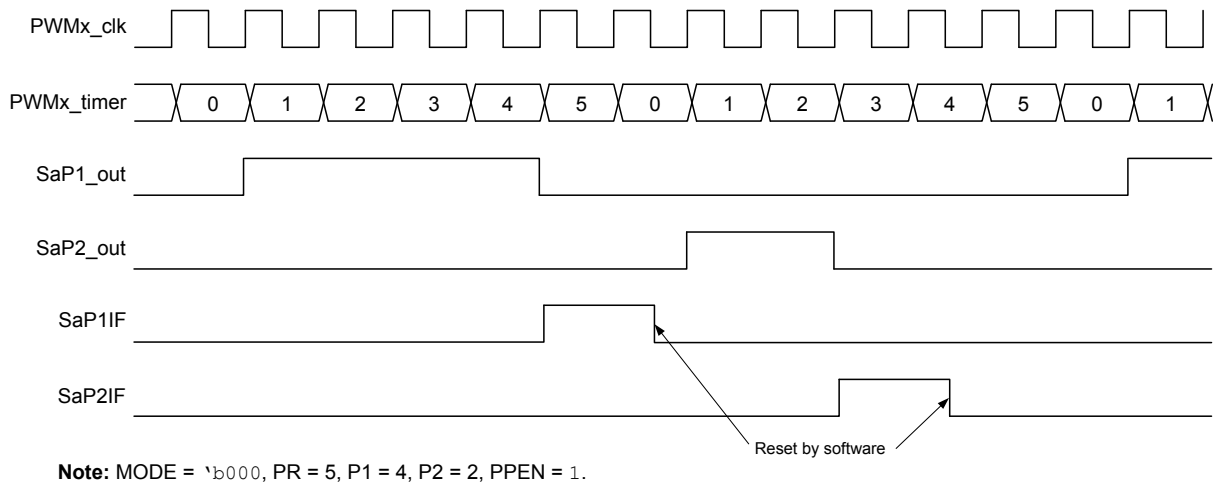 PWMx_clk
PWMx_timer 0 1 2 3 4 5 0 1 2 3 4 5 0 1
SaP1_out
SaP2_out
SaP1IF
SaP2IF
Reset by software
Note: MODE = 'b000, PR = 5, P1 = 4, P2 = 2, PPEN = 1.